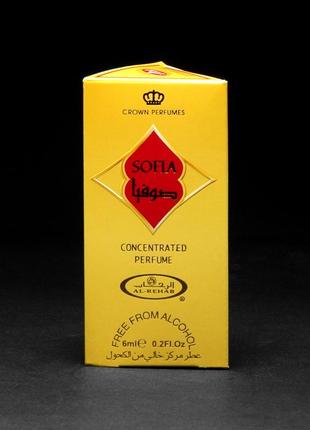 CROWN PERFUMES
SOFIA
صوفيا
CONCENTRATED
PERFUME
الرحاب
AL-REHAB ®
FREE FROM ALCOHOL
6ml℮ 0.2Fl.Oz
عطر مركز خالي من الكحول